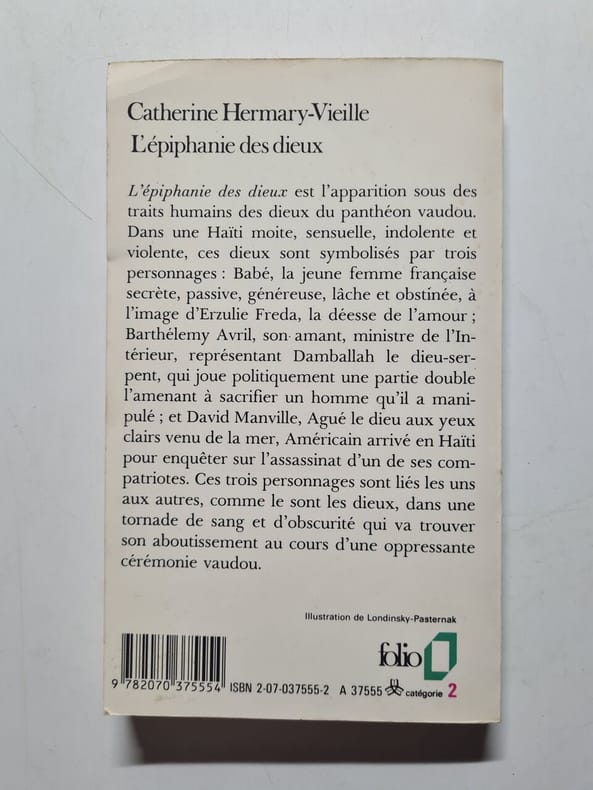 Catherine Hermary-Vieille
L'épiphanie des dieux
L'épiphanie des dieux est l'apparition sous des
traits humains des dieux du panthéon vaudou.
Dans une Haïti moite, sensuelle, indolente et
violente, ces dieux sont symbolisés par trois
personnages : Babé, la jeune femme française
secrète, passive, généreuse, lâche et obstinée, à
l'image d'Erzulie Freda, la déesse de l'amour ;
Barthélemy Avril, son amant, ministre de l'In-
térieur, représentant Damballah le dieu-ser-
pent, qui joue politiquement une partie double
l'amenant à sacrifier un homme qu'il a mani-
pulé ; et David Manville, Agué le dieu aux yeux
clairs venu de la mer, Américain arrivé en Haïti
pour enquêter sur l'assassinat d'un de ses com-
patriotes. Ces trois personnages sont liés les uns
aux autres, comme le sont les dieux, dans une
tornade de sang et d'obscurité qui va trouver
son aboutissement au cours d'une oppressante
cérémonie vaudou.
Illustration de Londinsky-Pasternak
folio
9 782070 375554 ISBN 2-07-037555-2 A 37555 catégorie 2